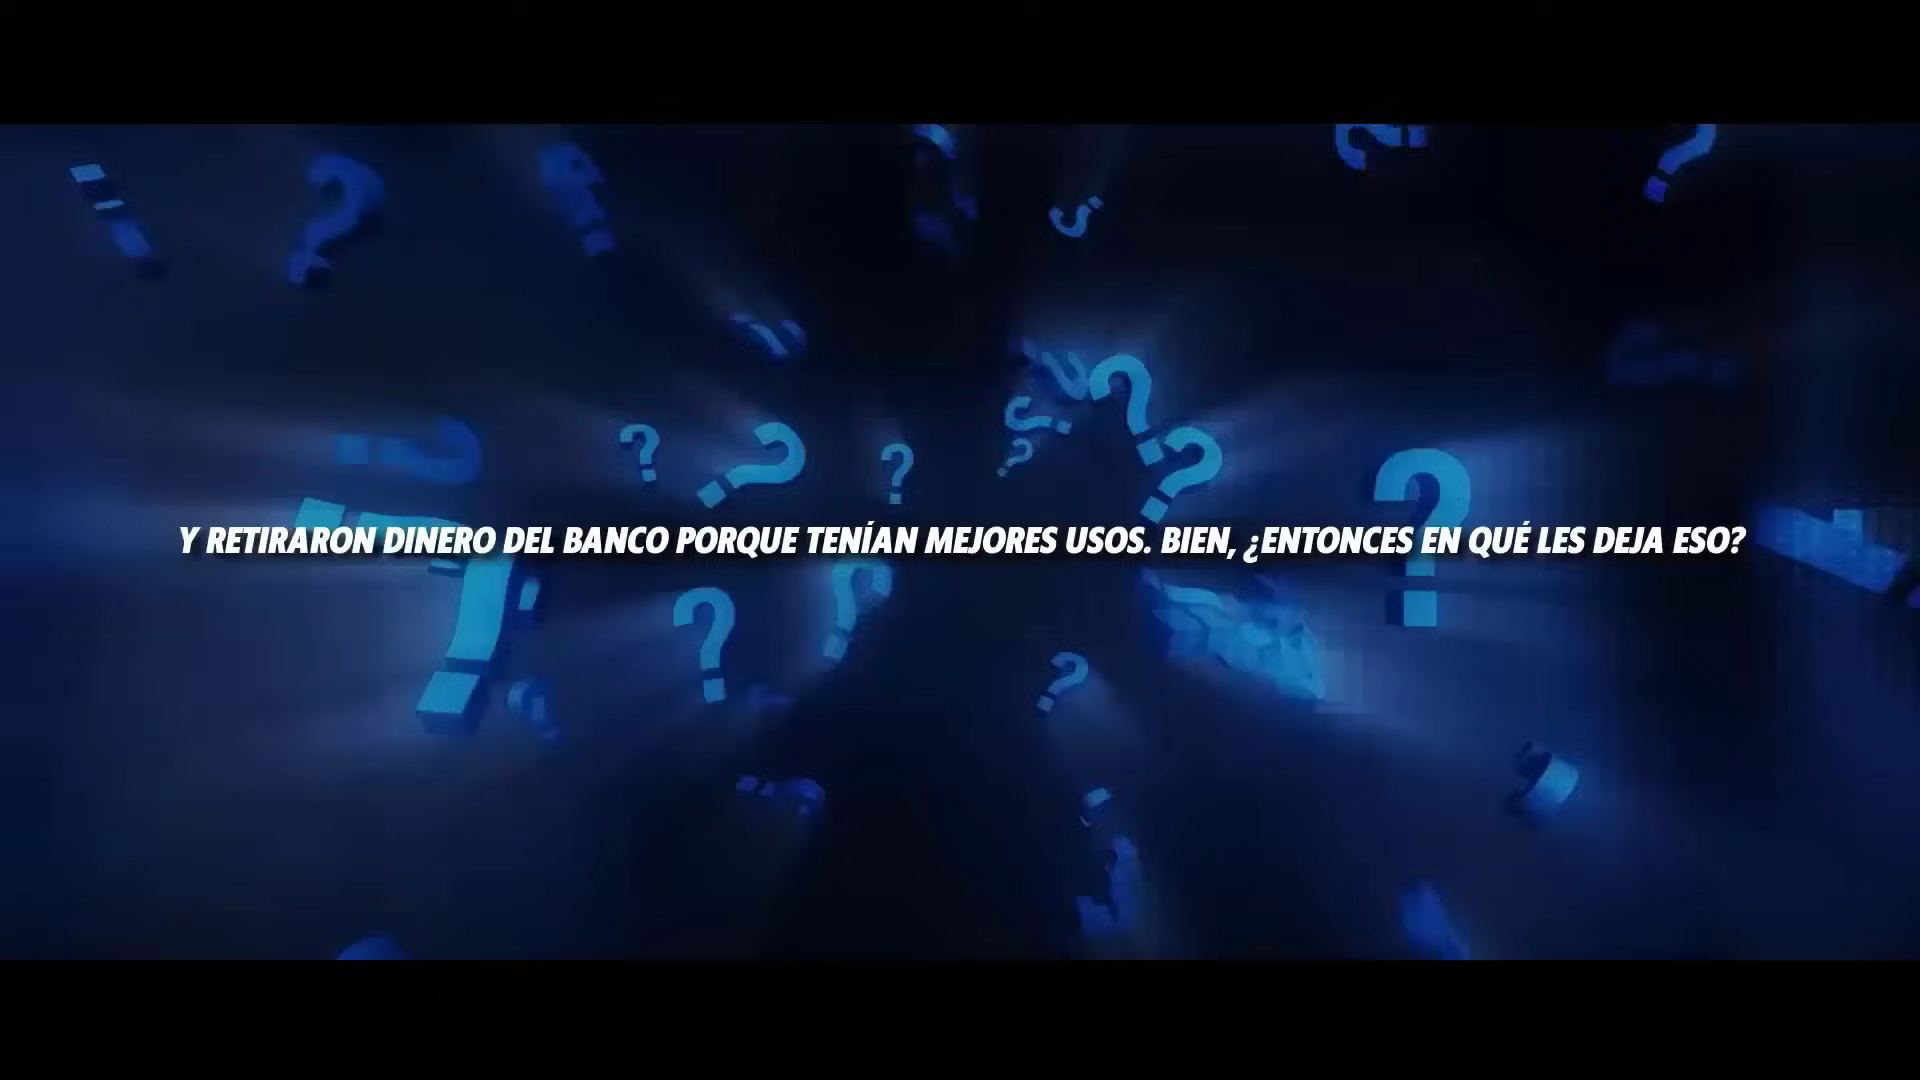 Y RETIRARON DINERO DEL BANCO PORQUE TENÍAN MEJORES USOS. BIEN, ¿ENTONCES EN QUÉ LES DEJA ESO?